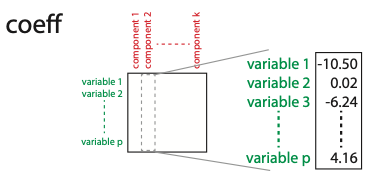 coeff
component 1
component 2
component k
variable 1
variable 2
variable p
variable 1 -10.50
variable 2 0.02
variable 3 -6.24
variable p 4.16